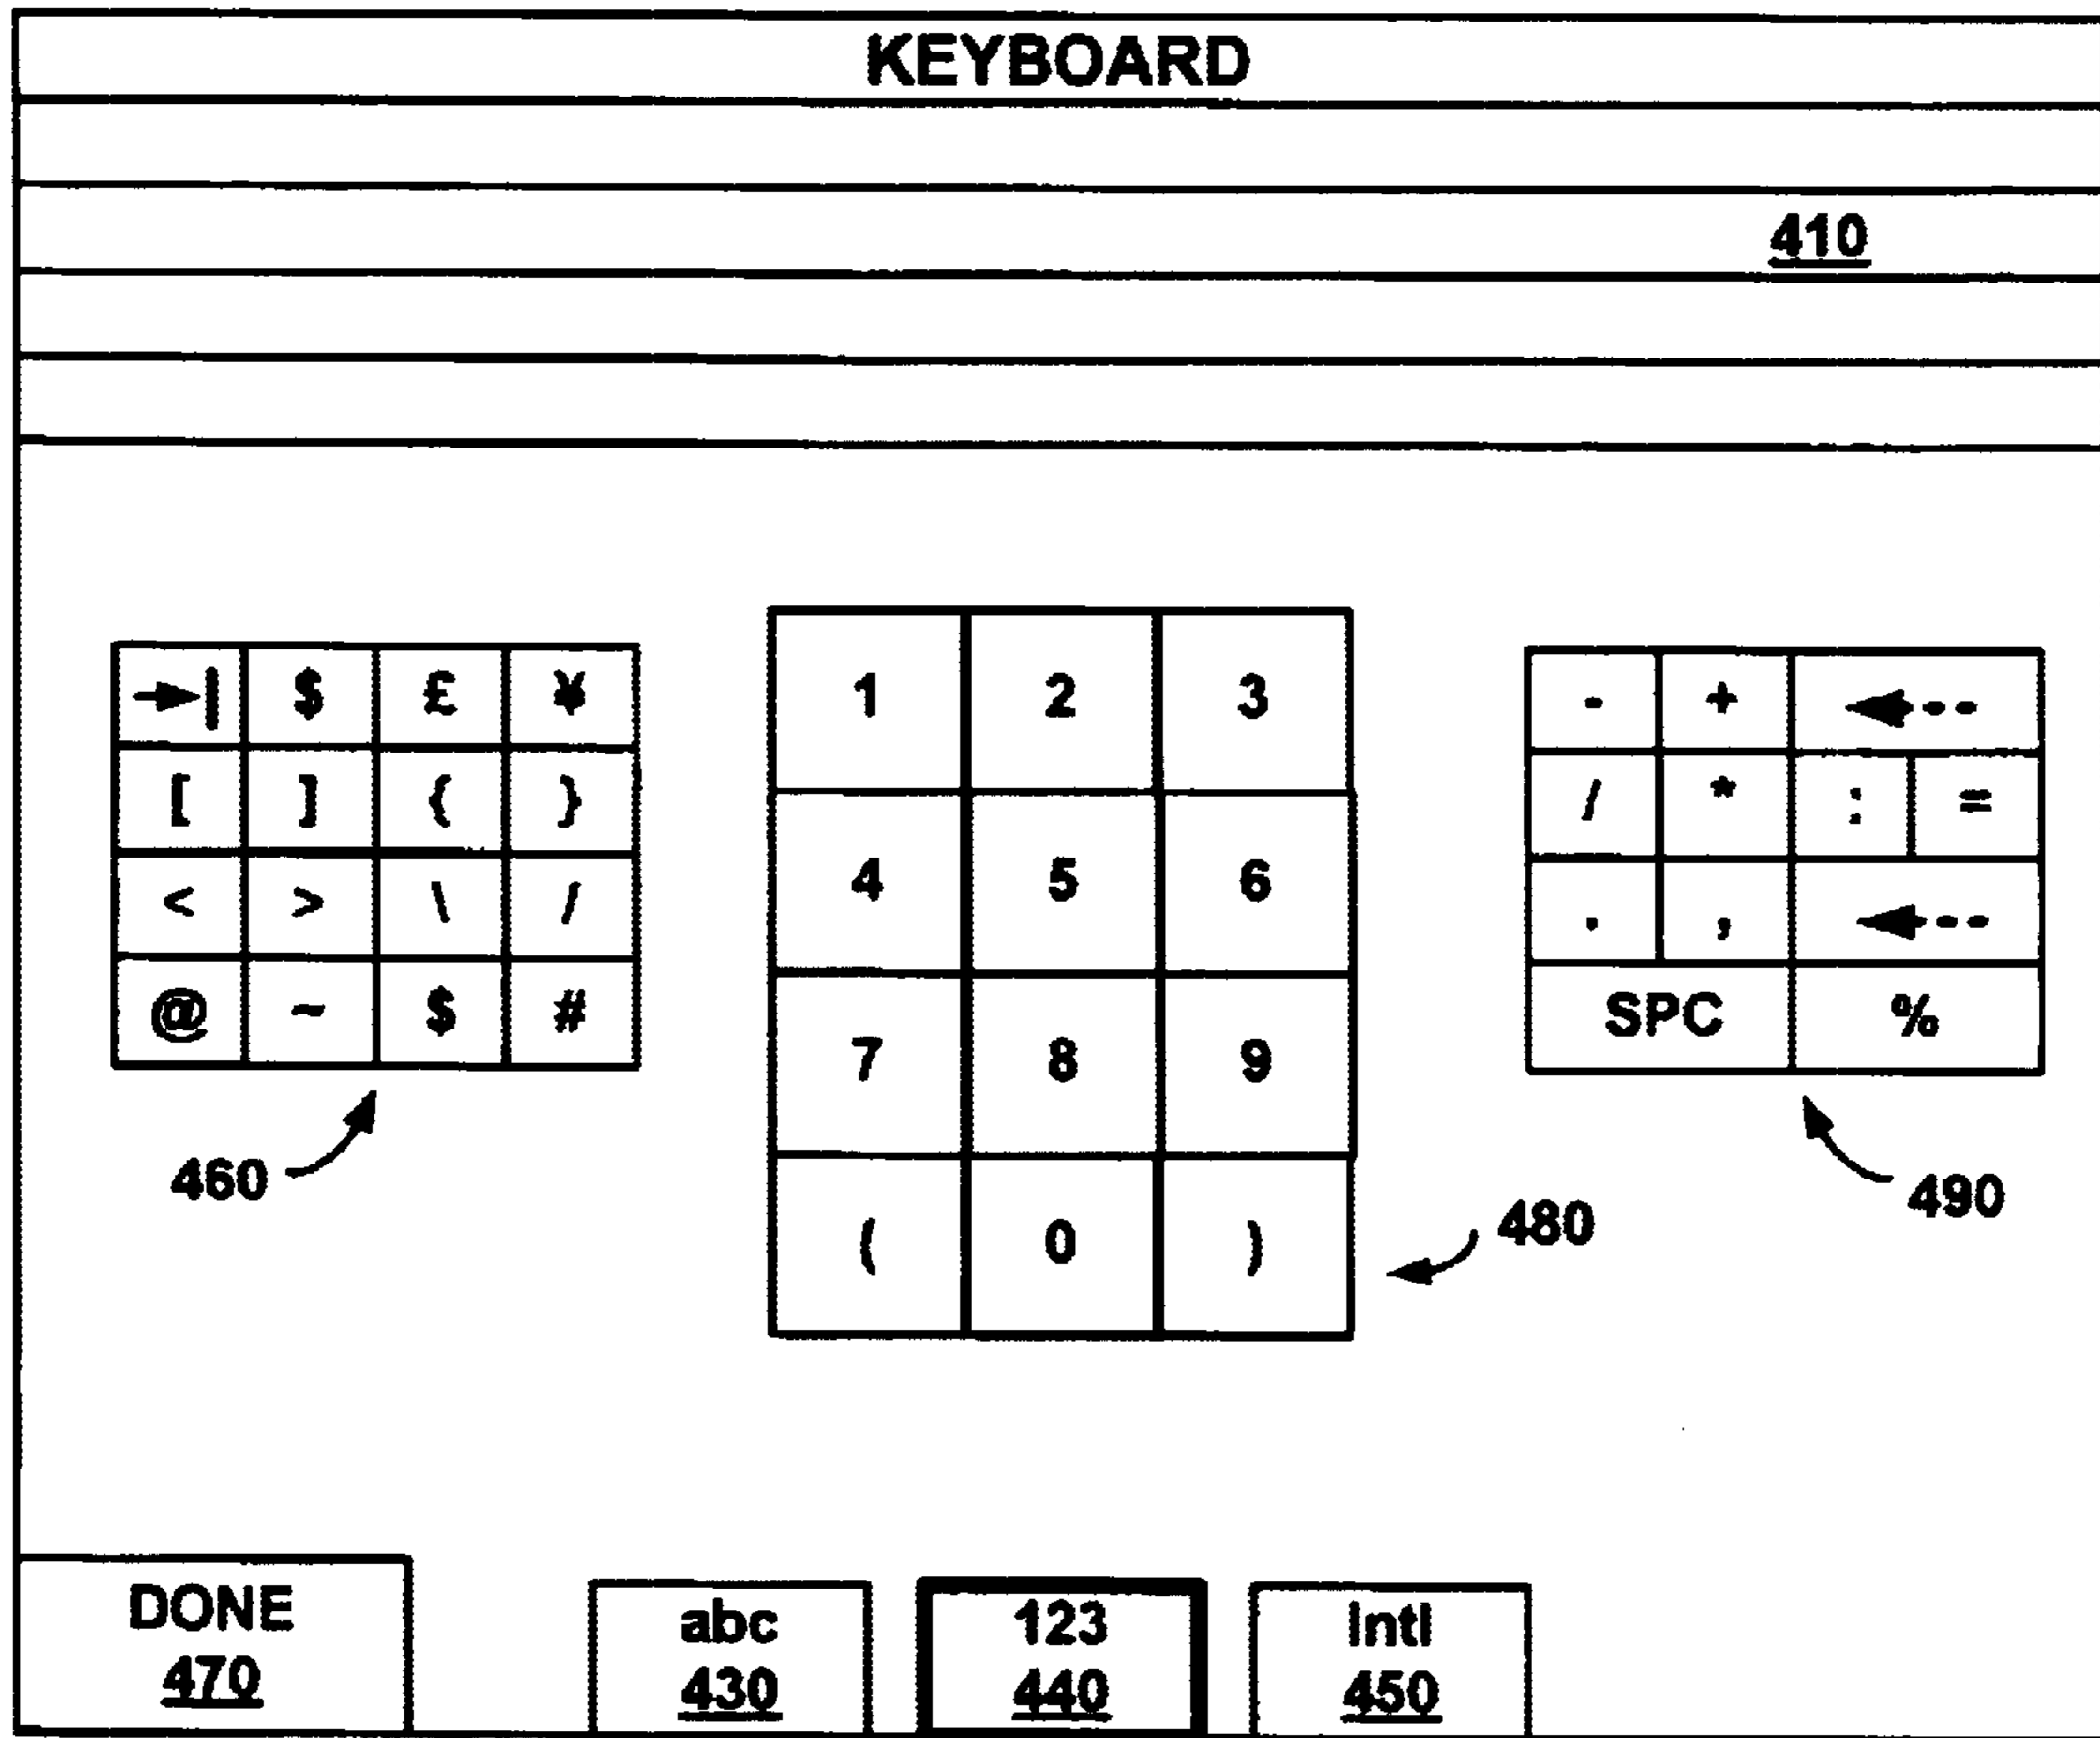 KEYBOARD
410
→| $ £ ¥
[ ] { }
< > \ /
@ ~ $ #
460
1 2 3
4 5 6
7 8 9
( 0 )
480
- + ←--
/ * : =
. , ←--
SPC %
490
DONE
470
abc
430
123
440
Intl
450